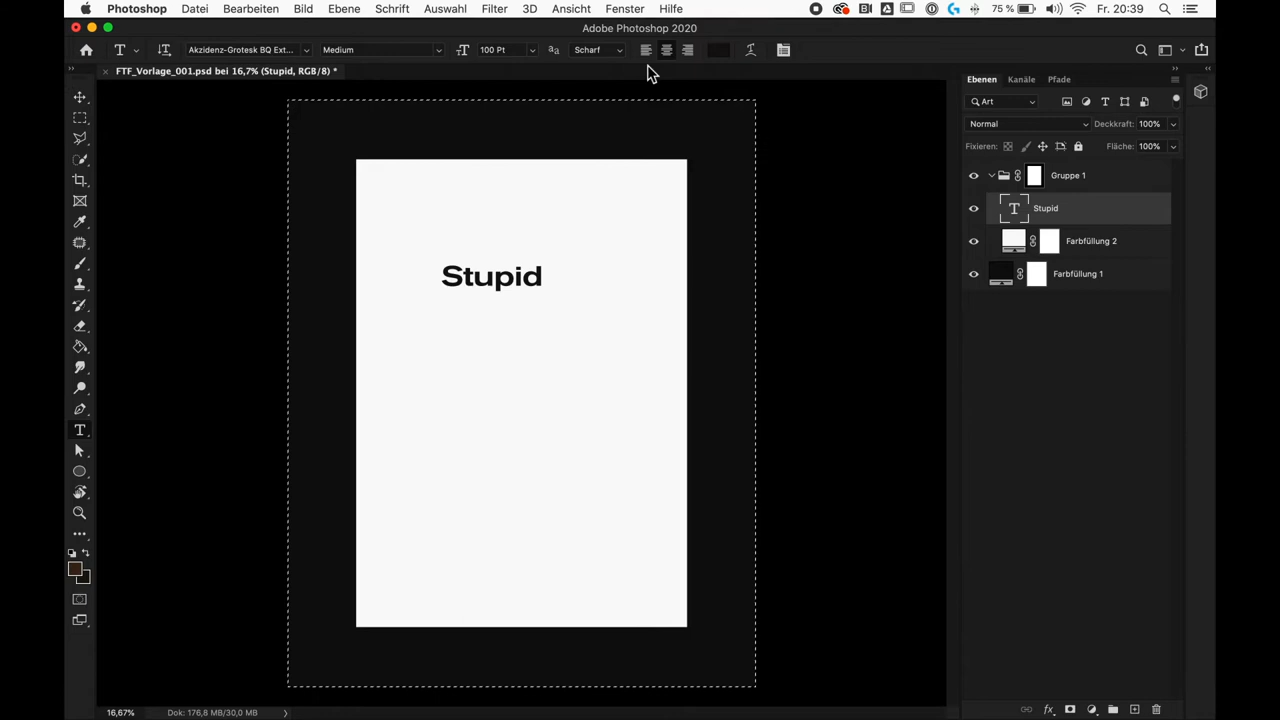 Photoshop Datei Bearbeiten Bild Ebene Schrift Auswahl Filter 3D Ansicht Fenster Hilfe 75 % Fr. 20:39
Adobe Photoshop 2020
Akzidenz-Grotesk BQ Ext... Medium 100 Pt Scharf
FTF_Vorlage_001.psd bei 16,7% (Stupid, RGB/8) *
Ebenen Kanäle Pfade
Art
Normal Deckkraft: 100%
Fixieren: Fläche: 100%
Gruppe 1
Stupid
Farbfüllung 2
Farbfüllung 1
Stupid
16,67% Dok: 176,8 MB/30,0 MB